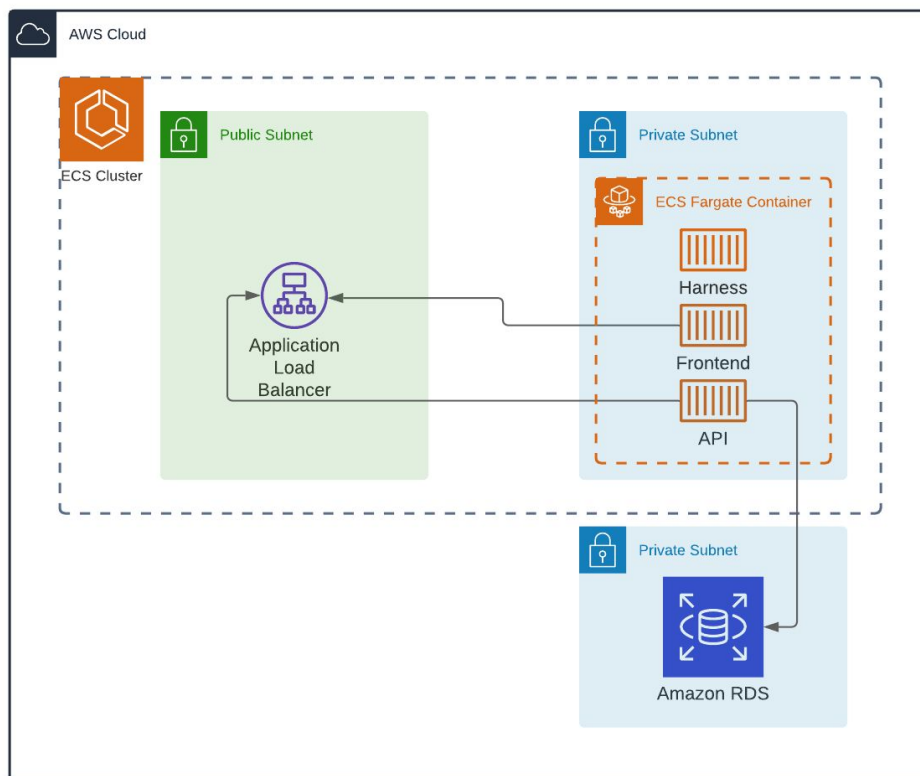 AWS Cloud
ECS Cluster
Public Subnet
Private Subnet
ECS Fargate Container
Harness
Frontend
API
Application
Load
Balancer
Private Subnet
Amazon RDS